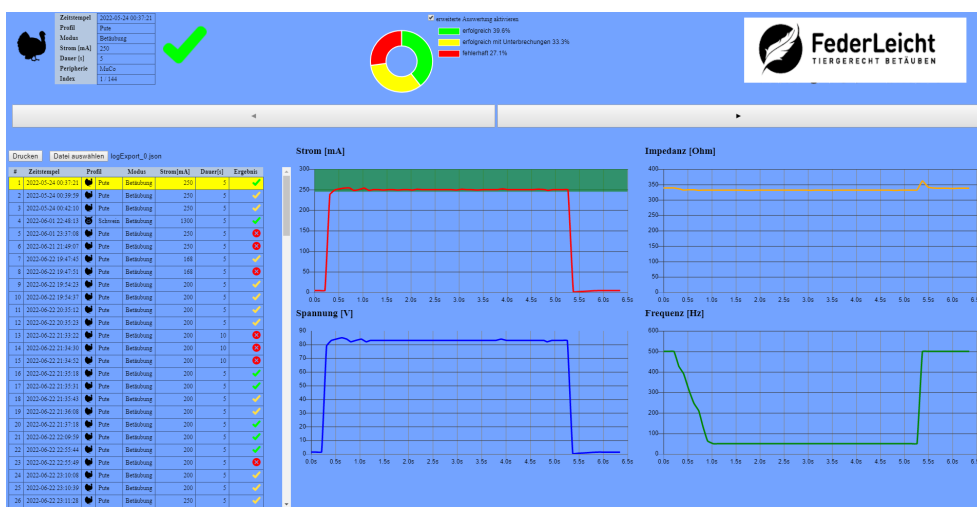 Zeitstempel 2022-05-24 00:37:21
Profil Pute
Modus Betäubung
Strom [mA] 250
Dauer [s] 5
Peripherie MuCo
Index 1 / 144
erweiterte Auswertung aktivieren
erfolgreich 39.6%
erfolgreich mit Unterbrechungen 33.3%
fehlerhaft 27.1%
FederLeicht
TIERGERECHT BETÄUBEN
Drucken Datei auswählen logExport_0.json
# Zeitstempel Profil Modus Strom[mA] Dauer[s] Ergebnis
1 2022-05-24 00:37:21 Pute Betäubung 250 5
2 2022-05-24 00:39:59 Pute Betäubung 250 5
3 2022-05-24 00:42:10 Pute Betäubung 250 5
4 2022-06-01 22:48:13 Schwein Betäubung 1300 5
5 2022-06-01 23:37:08 Pute Betäubung 250 5
6 2022-06-21 21:49:07 Pute Betäubung 250 5
7 2022-06-22 19:47:43 Pute Betäubung 168 5
8 2022-06-22 19:47:51 Pute Betäubung 168 5
9 2022-06-22 19:54:23 Pute Betäubung 200 5
10 2022-06-22 19:54:37 Pute Betäubung 200 5
11 2022-06-22 20:35:12 Pute Betäubung 200 5
12 2022-06-22 20:35:23 Pute Betäubung 200 5
13 2022-06-22 21:33:22 Pute Betäubung 200 10
14 2022-06-22 21:34:30 Pute Betäubung 200 10
15 2022-06-22 21:34:52 Pute Betäubung 200 10
16 2022-06-22 21:35:18 Pute Betäubung 200 5
17 2022-06-22 21:35:31 Pute Betäubung 200 5
18 2022-06-22 21:35:43 Pute Betäubung 200 5
19 2022-06-22 21:36:08 Pute Betäubung 200 5
20 2022-06-22 21:37:18 Pute Betäubung 200 5
21 2022-06-22 22:09:59 Pute Betäubung 200 5
22 2022-06-22 22:55:44 Pute Betäubung 200 5
23 2022-06-22 22:55:49 Pute Betäubung 200 5
24 2022-06-22 23:10:08 Pute Betäubung 200 5
25 2022-06-22 23:10:39 Pute Betäubung 200 5
26 2022-06-22 23:11:28 Pute Betäubung 250 5
Strom [mA]
300
250
200
150
100
50
0
0.0s 0.5s 1.0s 1.5s 2.0s 2.5s 3.0s 3.5s 4.0s 4.5s 5.0s 5.5s 6.0s 6.5s
Impedanz [Ohm]
400
350
300
250
200
150
100
50
0
0.0s 0.5s 1.0s 1.5s 2.0s 2.5s 3.0s 3.5s 4.0s 4.5s 5.0s 5.5s 6.0s
Spannung [V]
90
80
70
60
50
40
30
20
10
0
0.0s 0.5s 1.0s 1.5s 2.0s 2.5s 3.0s 3.5s 4.0s 4.5s 5.0s 5.5s 6.0s 6.5s
Frequenz [Hz]
600
500
400
300
200
100
0
0.0s 0.5s 1.0s 1.5s 2.0s 2.5s 3.0s 3.5s 4.0s 4.5s 5.0s 5.5s 6.0s